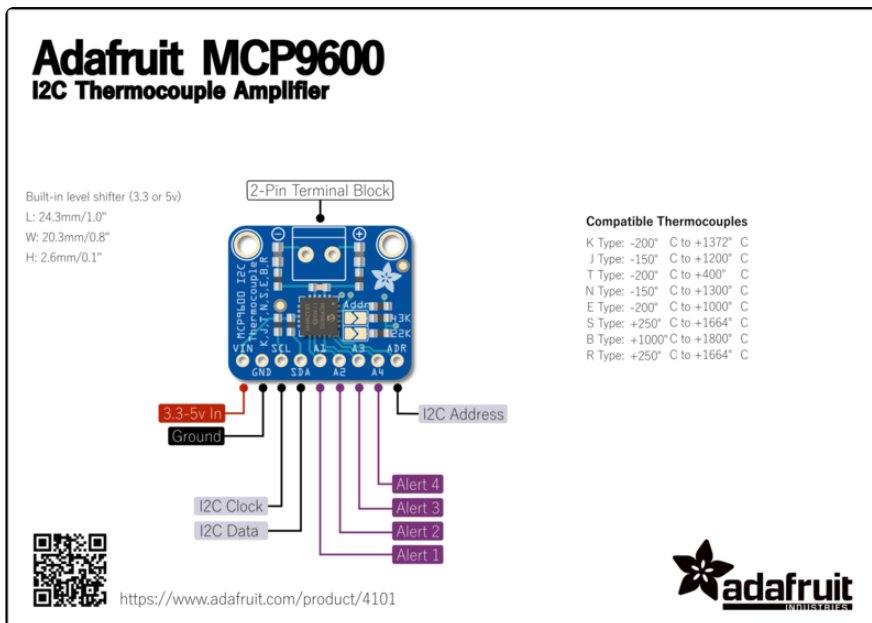 Adafruit MCP9600
I2C Thermocouple Amplifier
Built-in level shifter (3.3 or 5v)
L: 24.3mm/1.0"
W: 20.3mm/0.8"
H: 2.6mm/0.1"
2-Pin Terminal Block
Compatible Thermocouples
K Type: -200° C to +1372° C
J Type: -150° C to +1200° C
T Type: -200° C to +400° C
N Type: -150° C to +1300° C
E Type: -200° C to +1000° C
S Type: +250° C to +1664° C
B Type: +1000° C to +1800° C
R Type: +250° C to +1664° C
MCP9600 I2C
Thermocouple
K,J,T,N,S,E,B,R
Addr
43K
22K
VIN SCL A1 A3 ADR
GND SDA A2 A4
3.3-5v In
Ground
I2C Address
I2C Clock
I2C Data
Alert 4
Alert 3
Alert 2
Alert 1
https://www.adafruit.com/product/4101
adafruit
INDUSTRIES